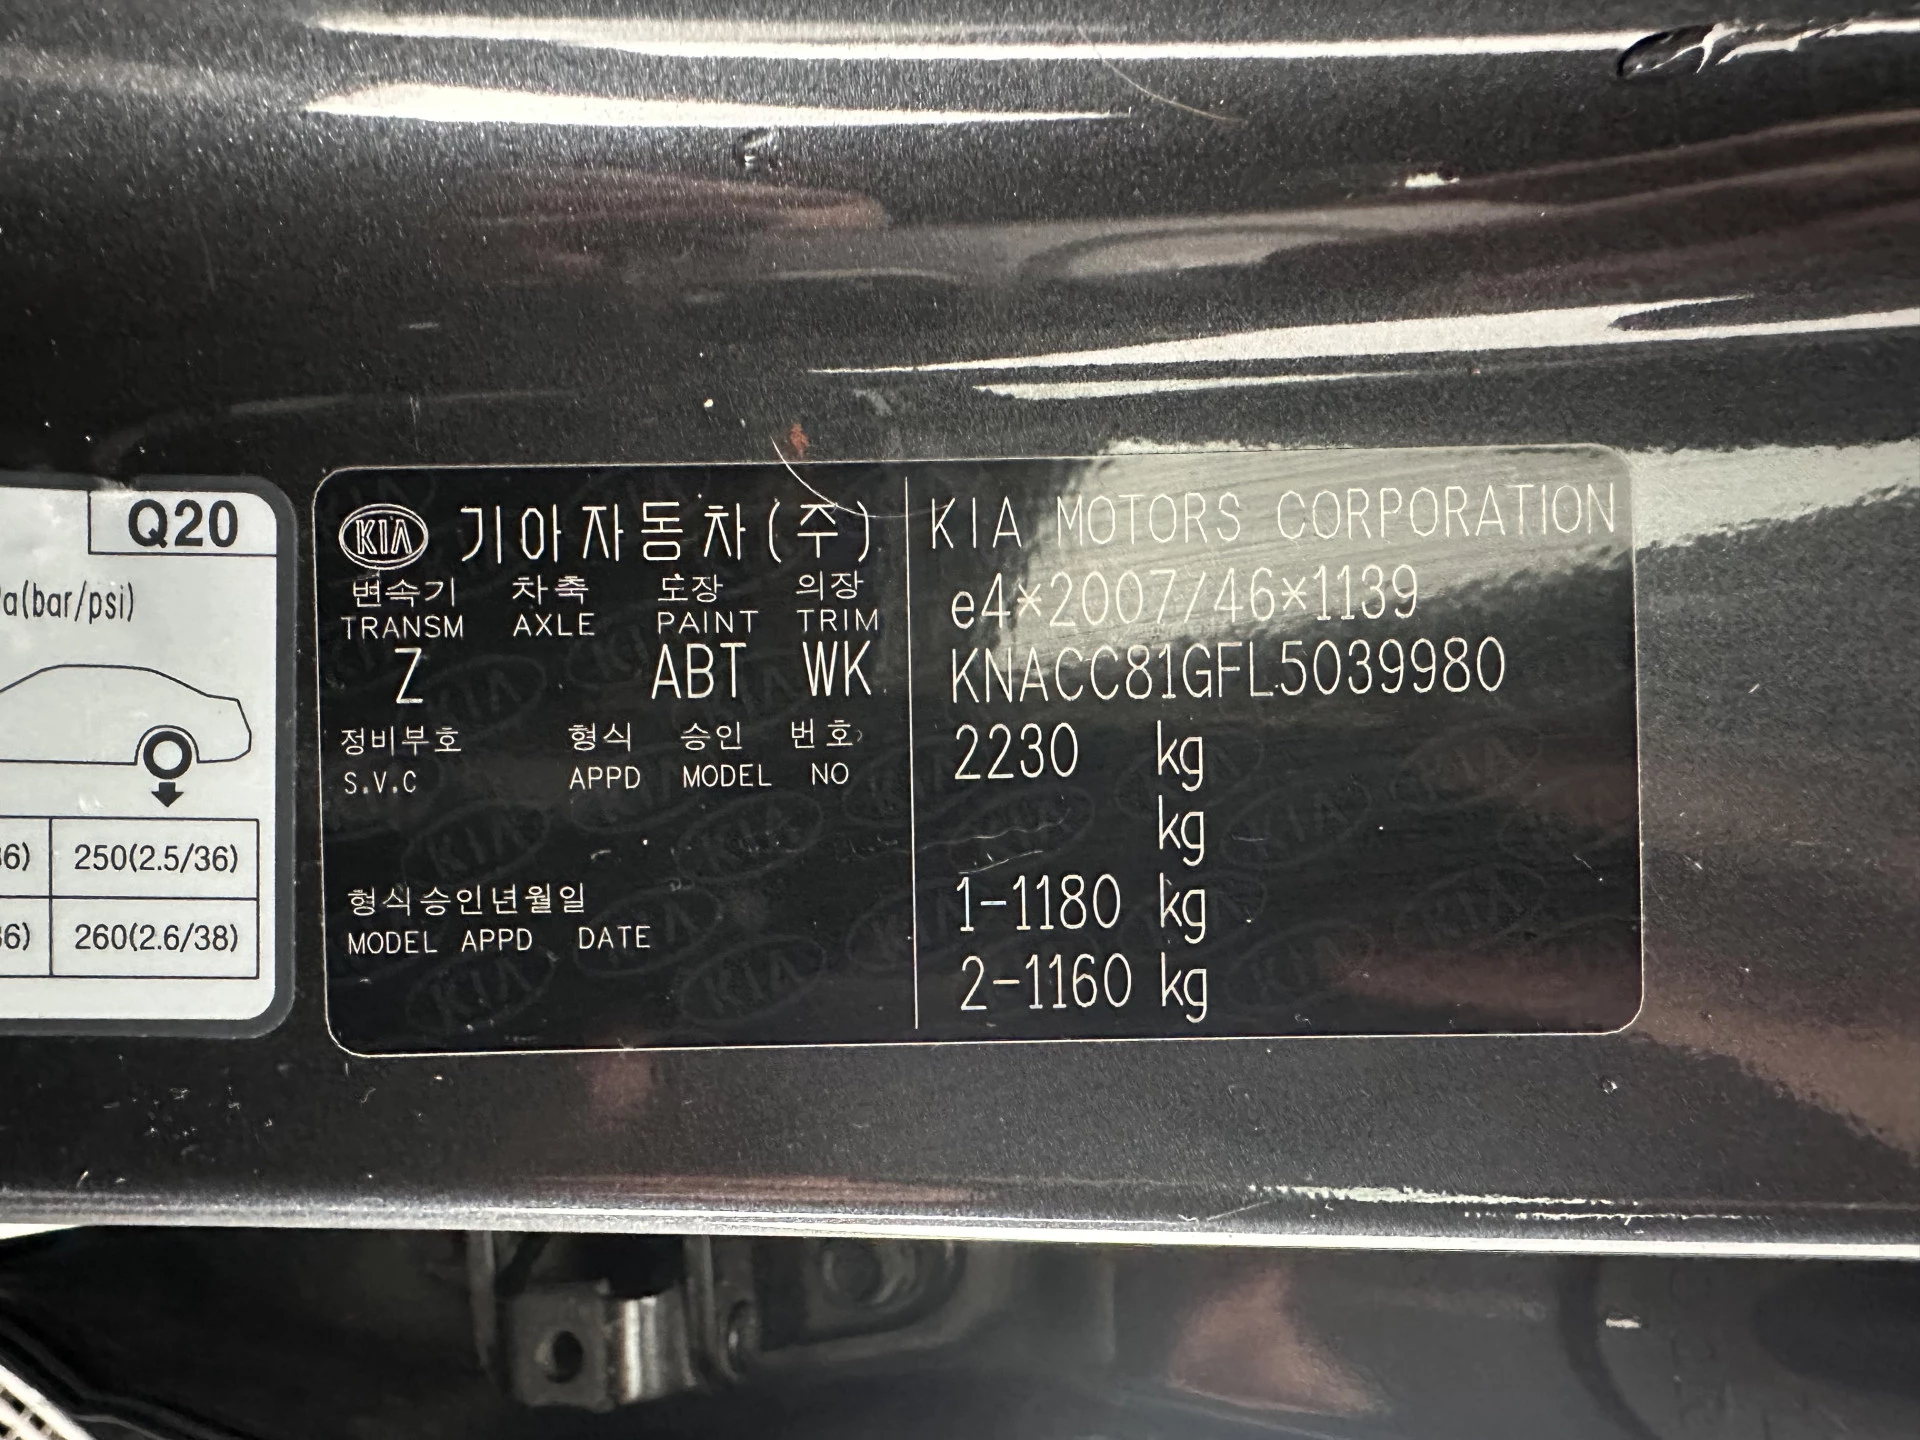 Q20
a(bar/psi)
6) 250(2.5/36)
6) 260(2.6/38)
KIA 기아자동차(주)
변속기 차축 도장 의장
TRANSM AXLE PAINT TRIM
Z ABT WK
정비부호 형식 승인 번호
S.V.C APPD MODEL NO
형식승인년월일
MODEL APPD DATE
KIA MOTORS CORPORATION
e4*2007/46*1139
KNACC81GFL5039980
2230 kg
kg
1-1180 kg
2-1160 kg